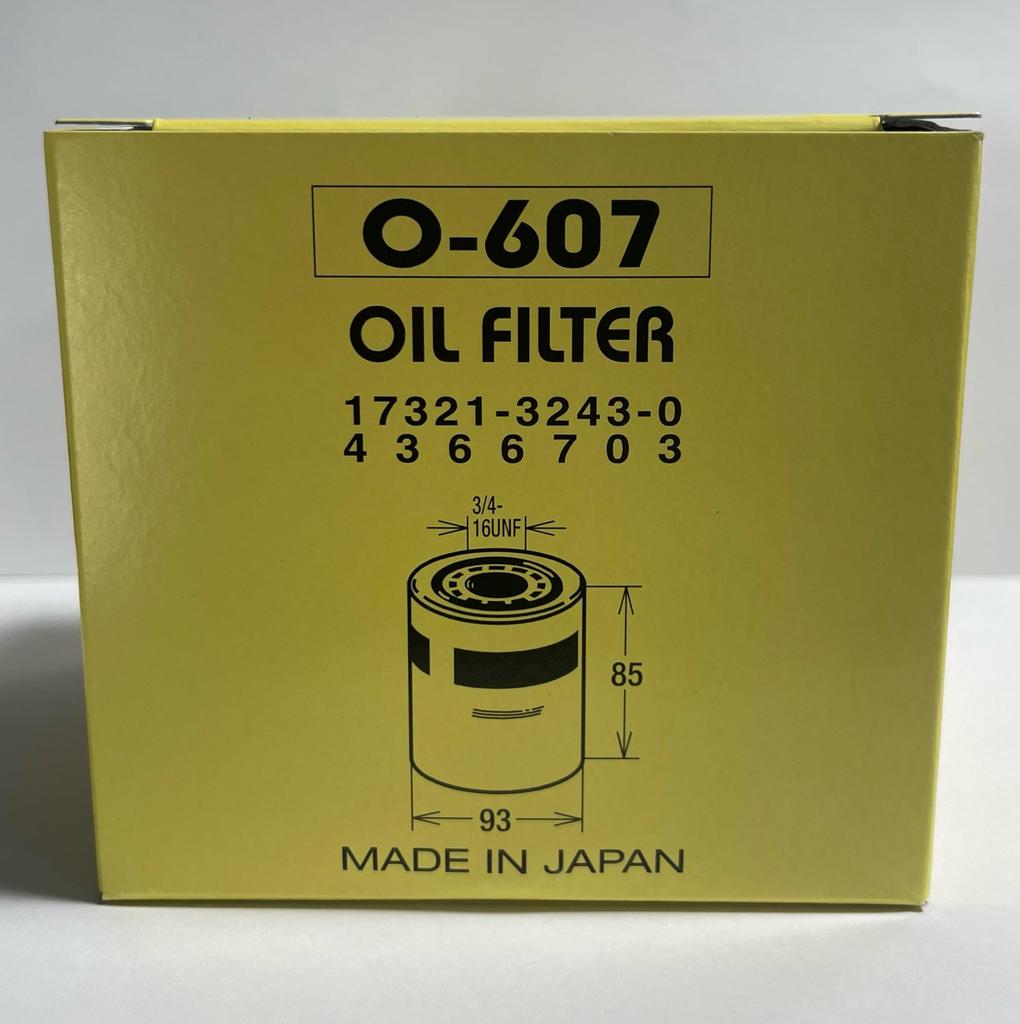 O-607
OIL FILTER
17321-3243-0
4 3 6 6 7 0 3
3/4-
16UNF
85
93
MADE IN JAPAN